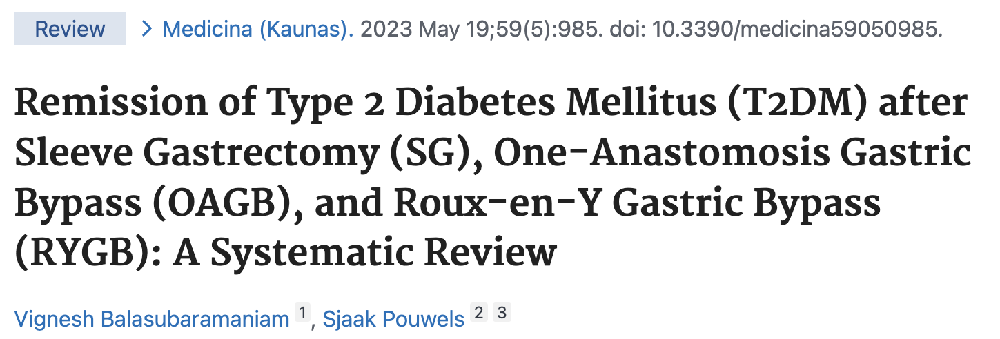 Review > Medicina (Kaunas). 2023 May 19;59(5):985. doi: 10.3390/medicina59050985.
Remission of Type 2 Diabetes Mellitus (T2DM) after
Sleeve Gastrectomy (SG), One-Anastomosis Gastric
Bypass (OAGB), and Roux-en-Y Gastric Bypass
(RYGB): A Systematic Review
Vignesh Balasubaramaniam 1, Sjaak Pouwels 2 3